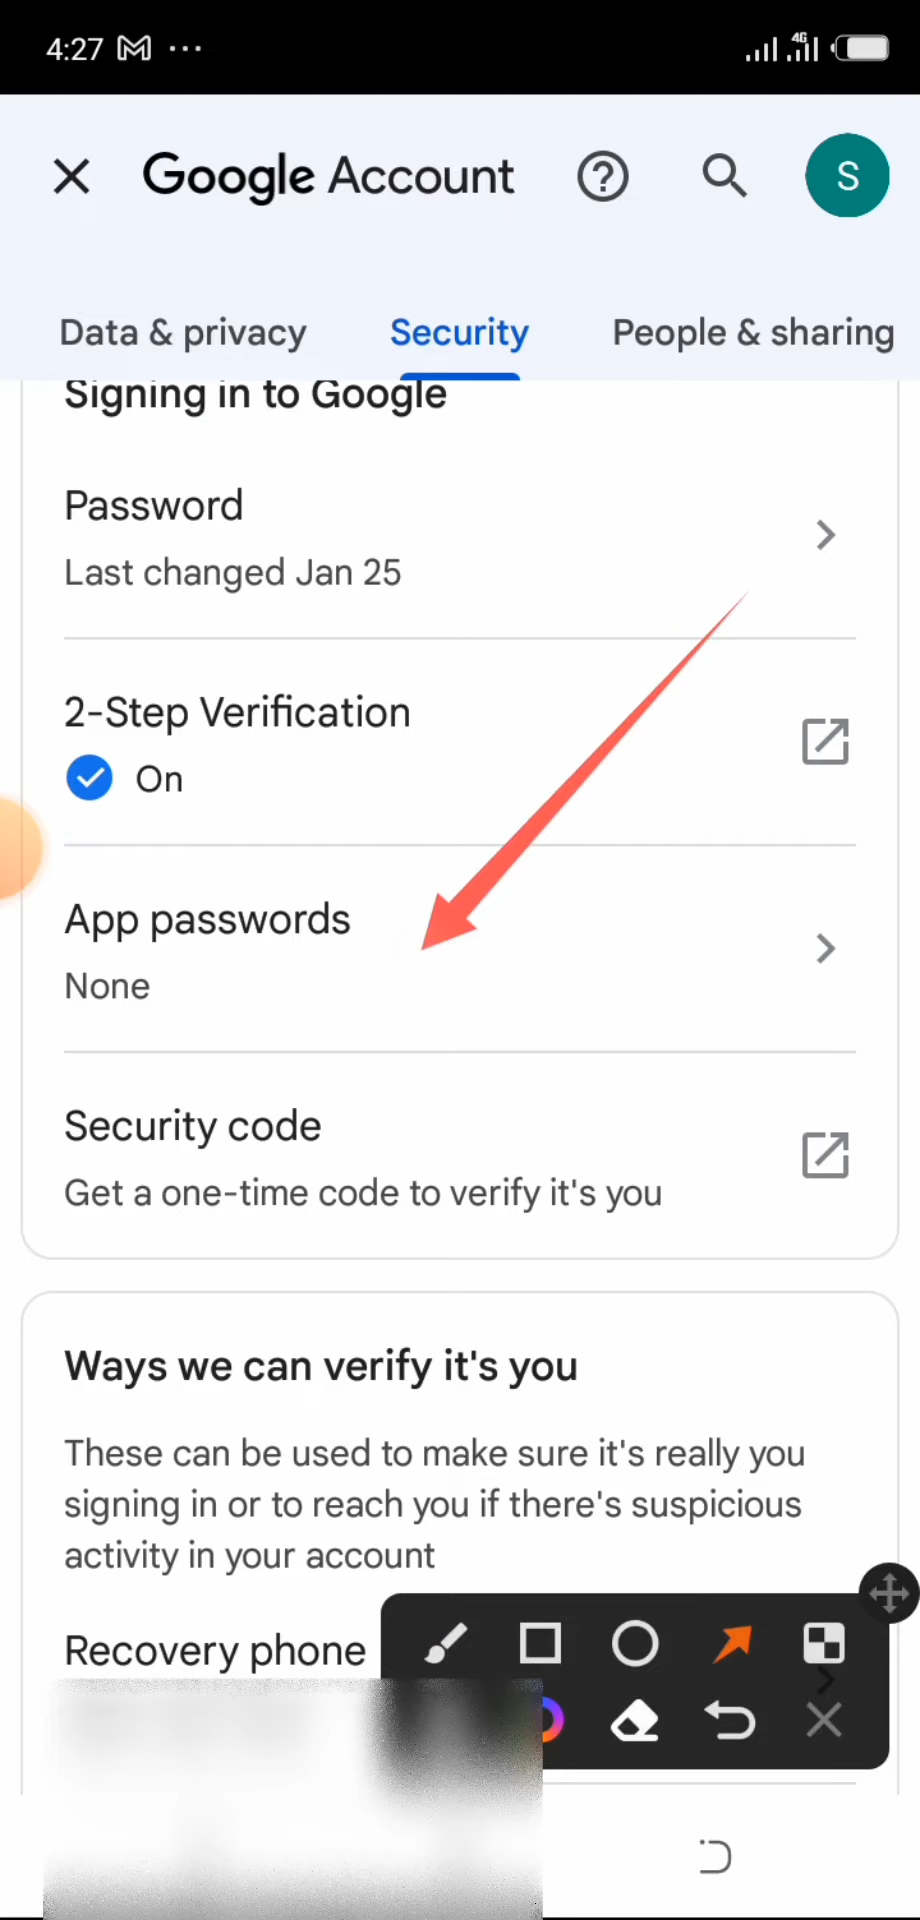 4:27
4G
Google Account
S
Data & privacy
Security
People & sharing
Signing in to Google
Password
Last changed Jan 25
2-Step Verification
On
App passwords
None
Security code
Get a one-time code to verify it's you
Ways we can verify it's you
These can be used to make sure it's really you
signing in or to reach you if there's suspicious
activity in your account
Recovery phone